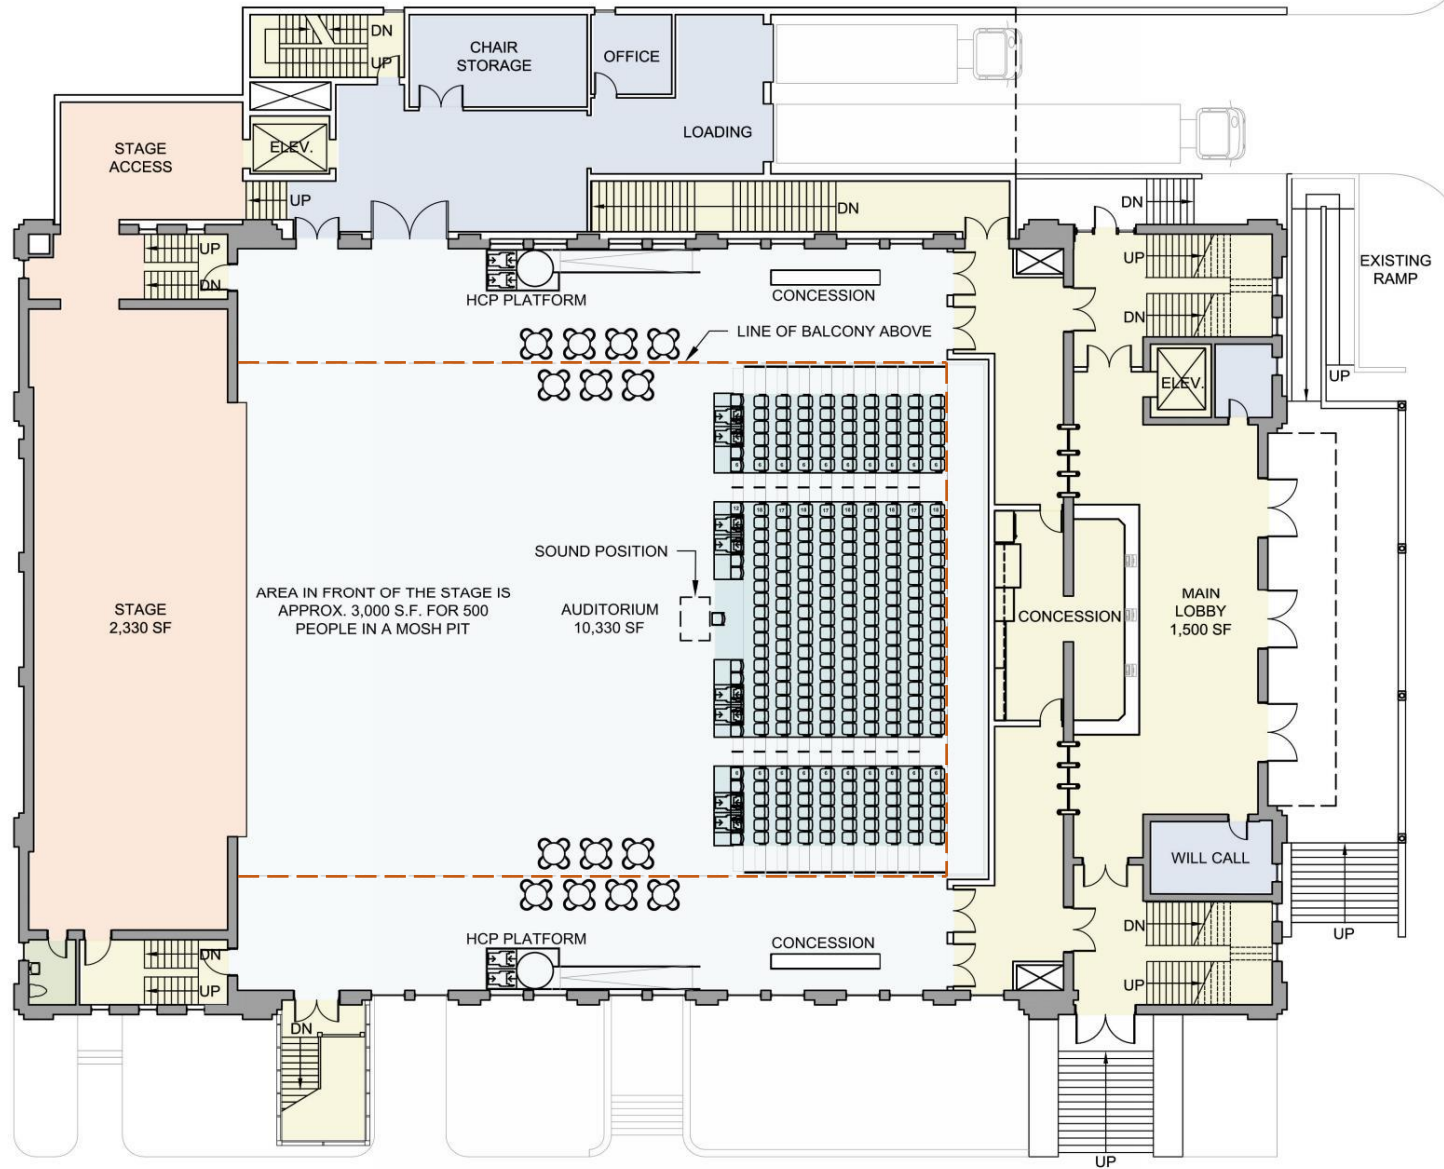 DN
UP
CHAIR
STORAGE
OFFICE
LOADING
STAGE
ACCESS
ELEV.
UP
DN
DN
UP
DN
UP
DN
EXISTING
RAMP
HCP PLATFORM
CONCESSION
LINE OF BALCONY ABOVE
ELEV.
UP
SOUND POSITION
AREA IN FRONT OF THE STAGE IS
APPROX. 3,000 S.F. FOR 500
PEOPLE IN A MOSH PIT
AUDITORIUM
10,330 SF
STAGE
2,330 SF
CONCESSION
MAIN
LOBBY
1,500 SF
WILL CALL
HCP PLATFORM
CONCESSION
DN
UP
DN
UP
UP
DN
UP